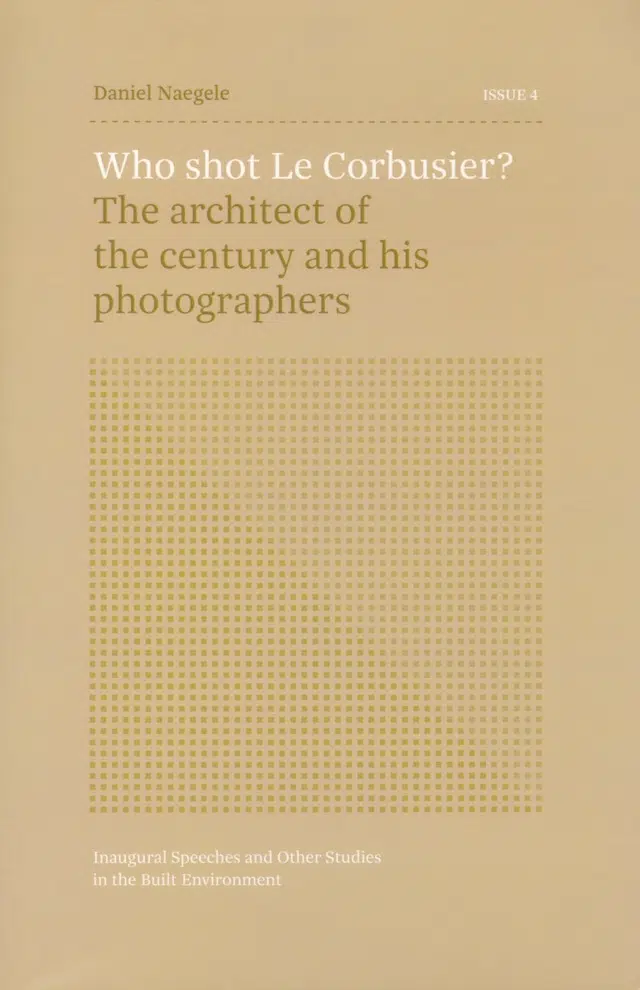 Daniel Naegele
ISSUE 4
Who shot Le Corbusier?
The architect of
the century and his
photographers
Inaugural Speeches and Other Studies
in the Built Environment